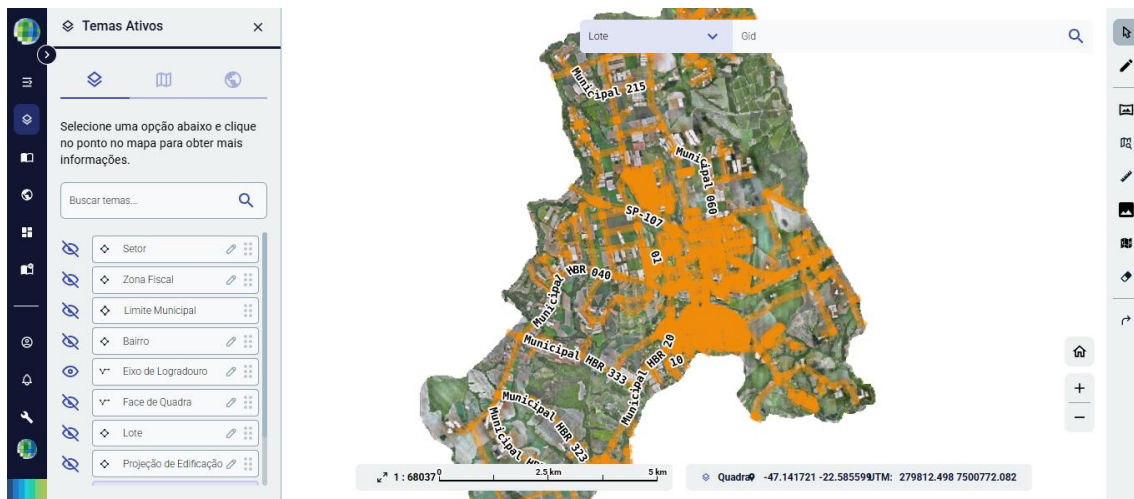 Temas Ativos
Selecione uma opção abaixo e clique
no ponto no mapa para obter mais
informações.
Buscar temas...
Setor
Zona Fiscal
Limite Municipal
Bairro
Eixo de Logradouro
Face de Quadra
Lote
Projeção de Edificação
Lote
Gid
Municipal 215
Municipal 060
SP-107
01
Municipal HBR 040
Municipal HBR 333
Municipal HBR 20
10
Municipal HBR 323
Municipal
1 : 68037
0
2.5 km
5 km
Quadra
-47.141721 -22.585599
UTM: 279812.498 7500772.082